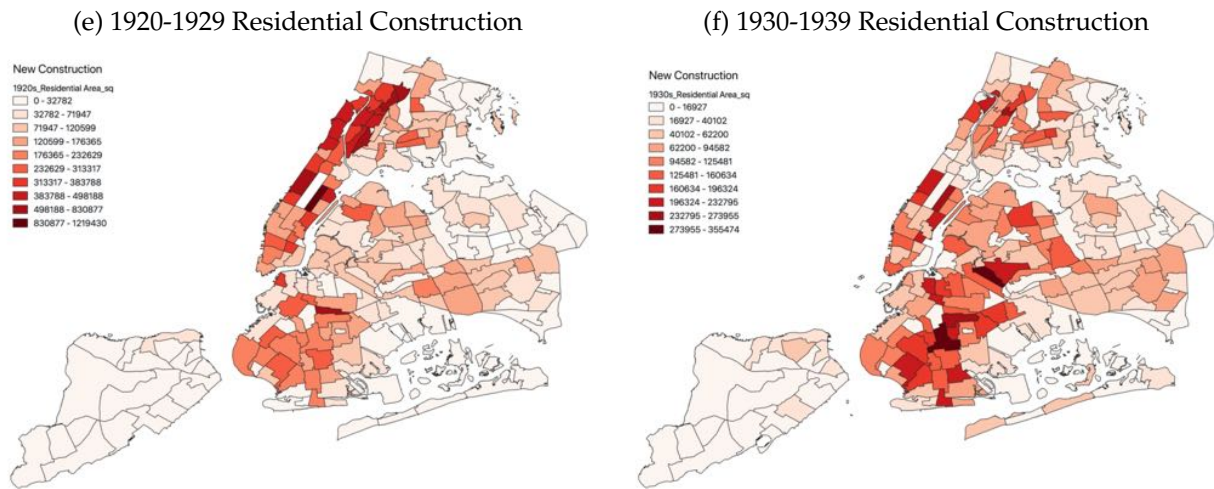 (e) 1920-1929 Residential Construction
New Construction
1920s_Residential Area_sq
0 - 32782
32782 - 71947
71947 - 120599
120599 - 176365
176365 - 232629
232629 - 313317
313317 - 383788
383788 - 498188
498188 - 830877
830877 - 1219430
(f) 1930-1939 Residential Construction
New Construction
1930s_Residential Area_sq
0 - 16927
16927 - 40102
40102 - 62200
62200 - 94582
94582 - 125481
125481 - 160634
160634 - 196324
196324 - 232795
232795 - 273955
273955 - 355474